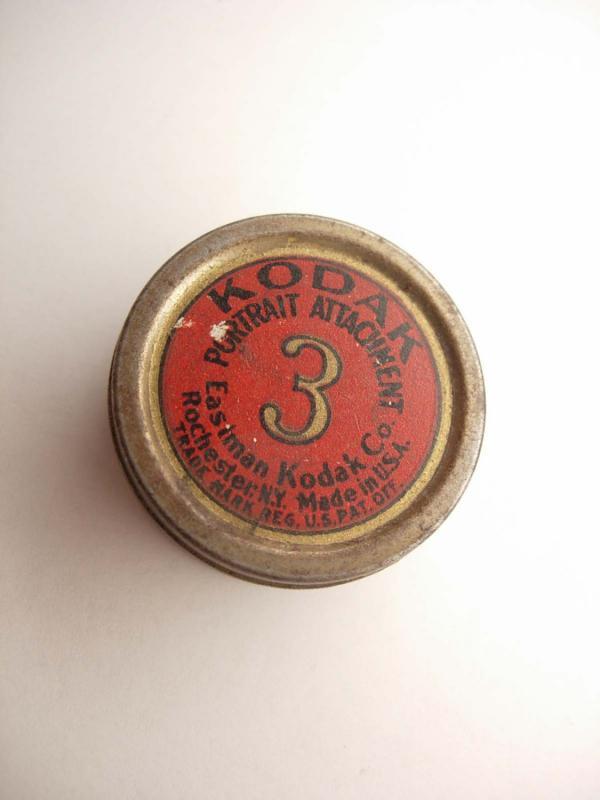 KODAK
PORTRAIT ATTACHMENT
3
Eastman Kodak Co.
Rochester, N.Y. Made in U.S.A.
TRADE MARK REG. U.S. PAT. OFF.